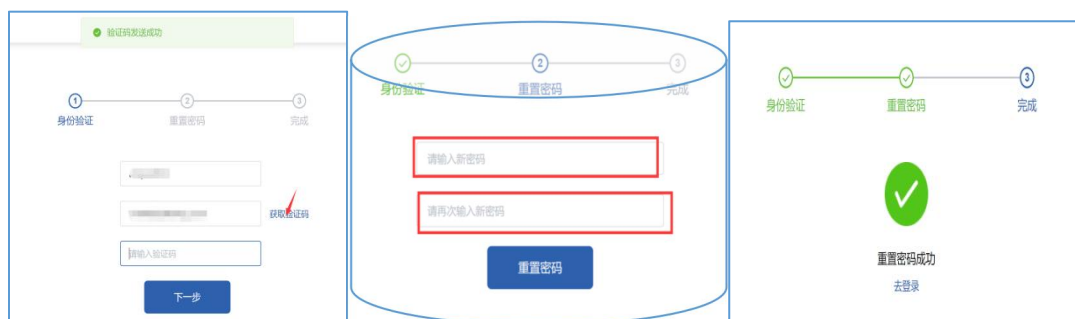 验证码发送成功
1
2
3
身份验证
重置密码
完成
获取验证码
请输入验证码
下一步
2
3
身份验证
重置密码
完成
请输入新密码
请再次输入新密码
重置密码
3
身份验证
重置密码
完成
重置密码成功
去登录